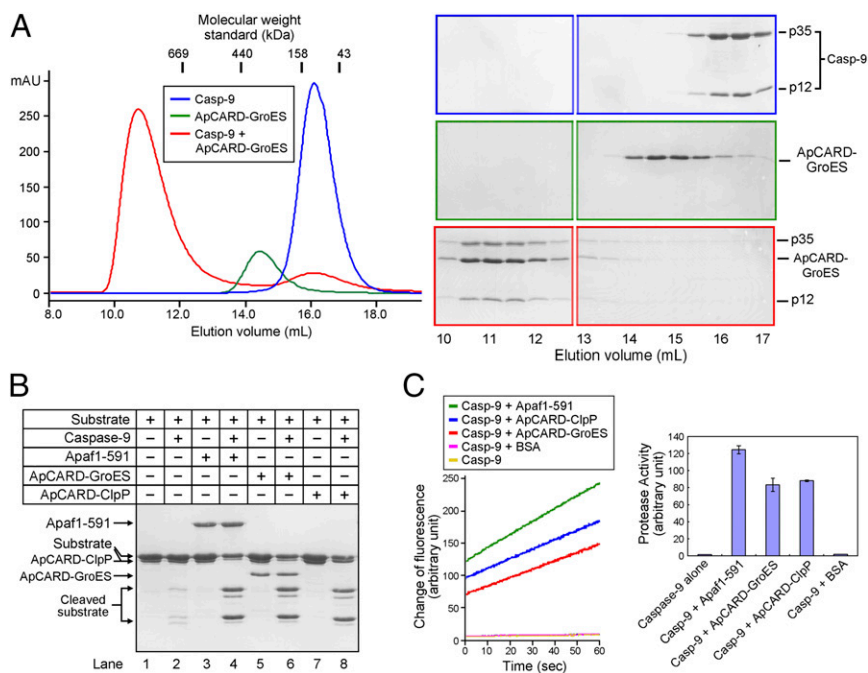 A
Molecular weight
standard (kDa)
669 440 158 43
mAU
250
200
150
100
50
0
Casp-9
ApCARD-GroES
Casp-9 +
ApCARD-GroES
8.0 10.0 12.0 14.0 16.0 18.0
Elution volume (mL)
p35
Casp-9
p12
ApCARD-
GroES
p35
ApCARD-
GroES
p12
10 11 12 13 14 15 16 17
Elution volume (mL)
B
Substrate + + + + + + + +
Caspase-9 – + – + – + – +
Apaf1-591 – – + + – – – –
ApCARD-GroES – – – – + + – –
ApCARD-ClpP – – – – – – + +
Apaf1-591
Substrate
ApCARD-ClpP
ApCARD-GroES
Cleaved
substrate
Lane 1 2 3 4 5 6 7 8
C
Casp-9 + Apaf1-591
Casp-9 + ApCARD-ClpP
Casp-9 + ApCARD-GroES
Casp-9 + BSA
Casp-9
Change of fluorescence
(arbitrary unit)
250
200
150
100
50
0
0 10 20 30 40 50 60
Time (sec)
Protease Activity
(arbitrary unit)
140
120
100
80
60
40
20
0
Caspase-9 alone
Casp-9 + Apaf1-591
Casp-9 + ApCARD-GroES
Casp-9 + ApCARD-ClpP
Casp-9 + BSA